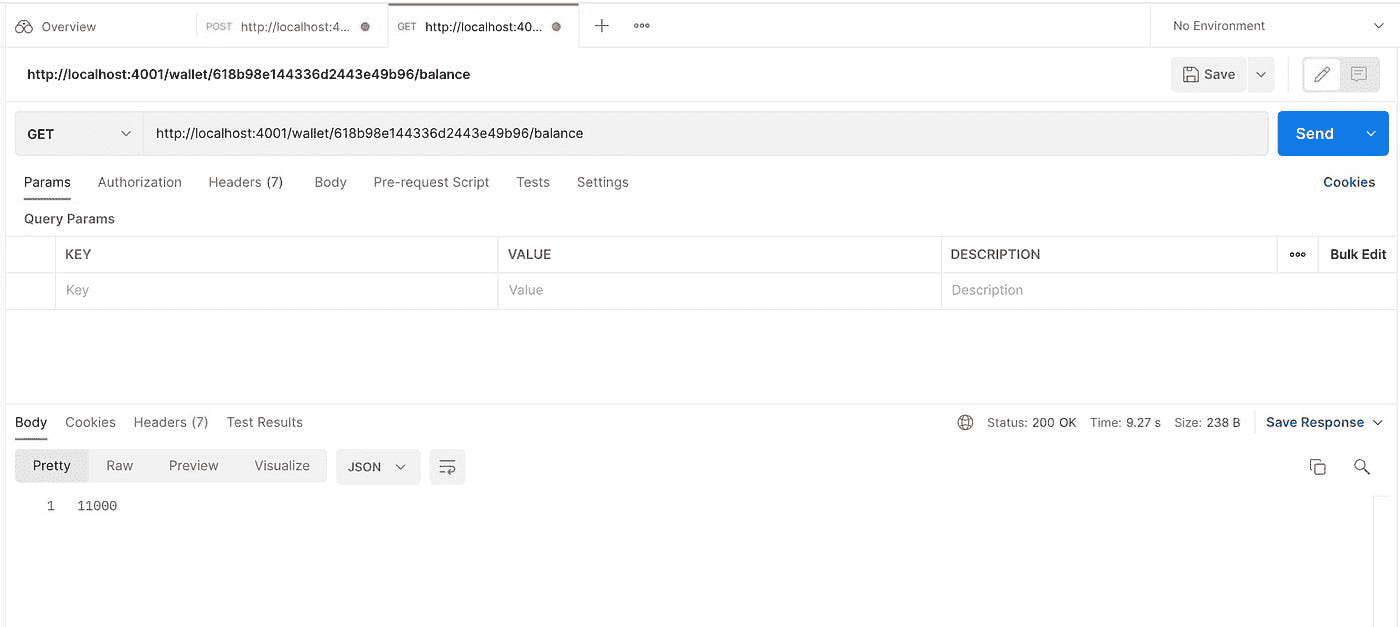 Overview POST http://localhost:4... GET http://localhost:40... No Environment
http://localhost:4001/wallet/618b98e144336d2443e49b96/balance Save
GET http://localhost:4001/wallet/618b98e144336d2443e49b96/balance Send
Params Authorization Headers (7) Body Pre-request Script Tests Settings Cookies
Query Params
KEY VALUE DESCRIPTION Bulk Edit
Key Value Description
Body Cookies Headers (7) Test Results Status: 200 OK Time: 9.27 s Size: 238 B Save Response
Pretty Raw Preview Visualize JSON
1 11000